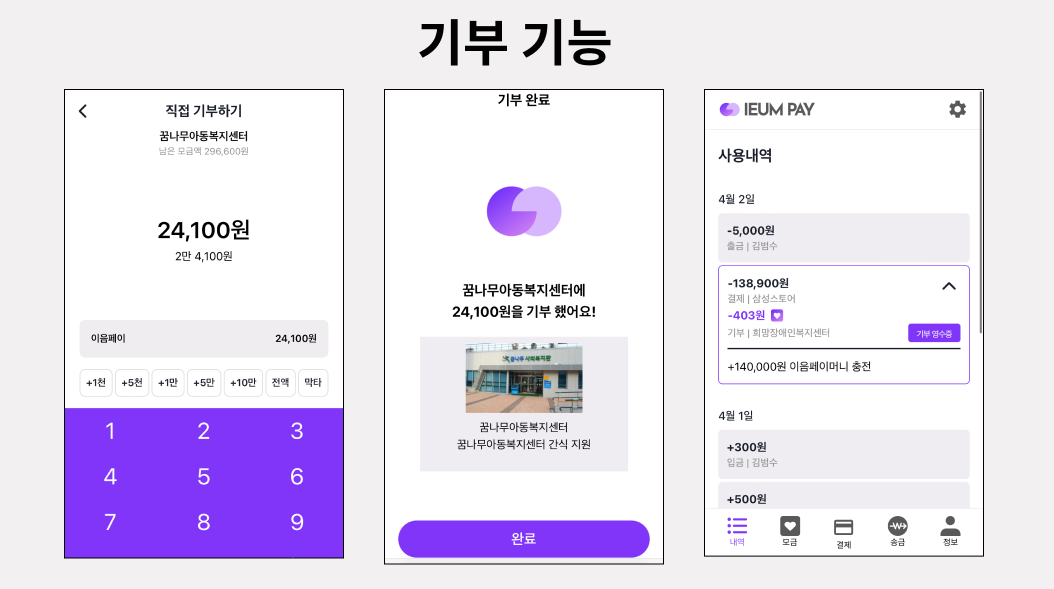 기부 기능
직접 기부하기
꿈나무아동복지센터
남은 모금액 296,600원
24,100원
2만 4,100원
이음페이 24,100원
+1천 +5천 +1만 +5만 +10만 전액 막타
1 2 3
4 5 6
7 8 9
기부 완료
꿈나무아동복지센터에
24,100원을 기부 했어요!
꿈나무 사회복지관
꿈나무아동복지센터
꿈나무아동복지센터 간식 지원
완료
IEUM PAY
사용내역
4월 2일
-5,000원
출금 | 김범수
-138,900원
결제 | 삼성스토어
-403원
기부 | 희망장애인복지센터 기부 영수증
+140,000원 이음페이머니 충전
4월 1일
+300원
입금 | 김범수
+500원
내역 모금 결제 송금 정보